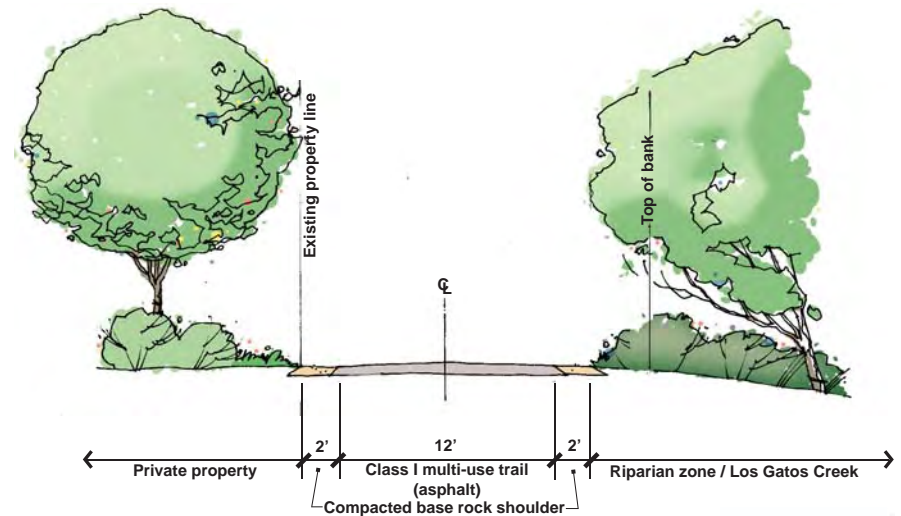 Existing property line
Top of bank
℄
2’
12’
2’
Private property
Class I multi-use trail
(asphalt)
Riparian zone / Los Gatos Creek
Compacted base rock shoulder